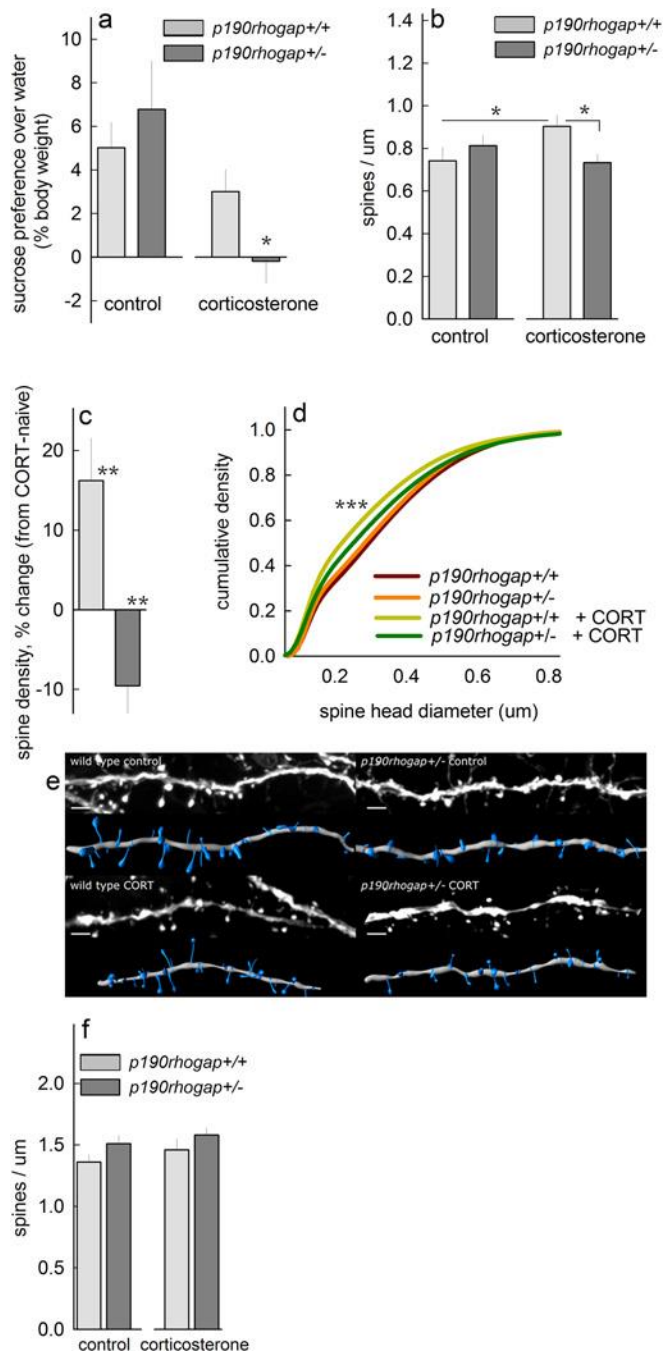 a
p190rhogap+/+
p190rhogap+/-
sucrose preference over water
(% body weight)
10
8
6
4
2
0
-2
*
control
corticosterone
b
p190rhogap+/+
p190rhogap+/-
spines / um
1.4
1.2
1.0
0.8
0.6
0.4
0.2
0.0
*
*
control
corticosterone
c
spine density, % change (from CORT-naive)
20
10
0
-10
**
**
d
cumulative density
1.0
0.8
0.6
0.4
0.2
0.0
***
p190rhogap+/+
p190rhogap+/-
p190rhogap+/+ + CORT
p190rhogap+/- + CORT
0.2
0.4
0.6
0.8
spine head diameter (um)
e
wild type control
p190rhogap+/- control
wild type CORT
p190rhogap+/- CORT
f
p190rhogap+/+
p190rhogap+/-
spines / um
2.0
1.5
1.0
0.5
0.0
control
corticosterone